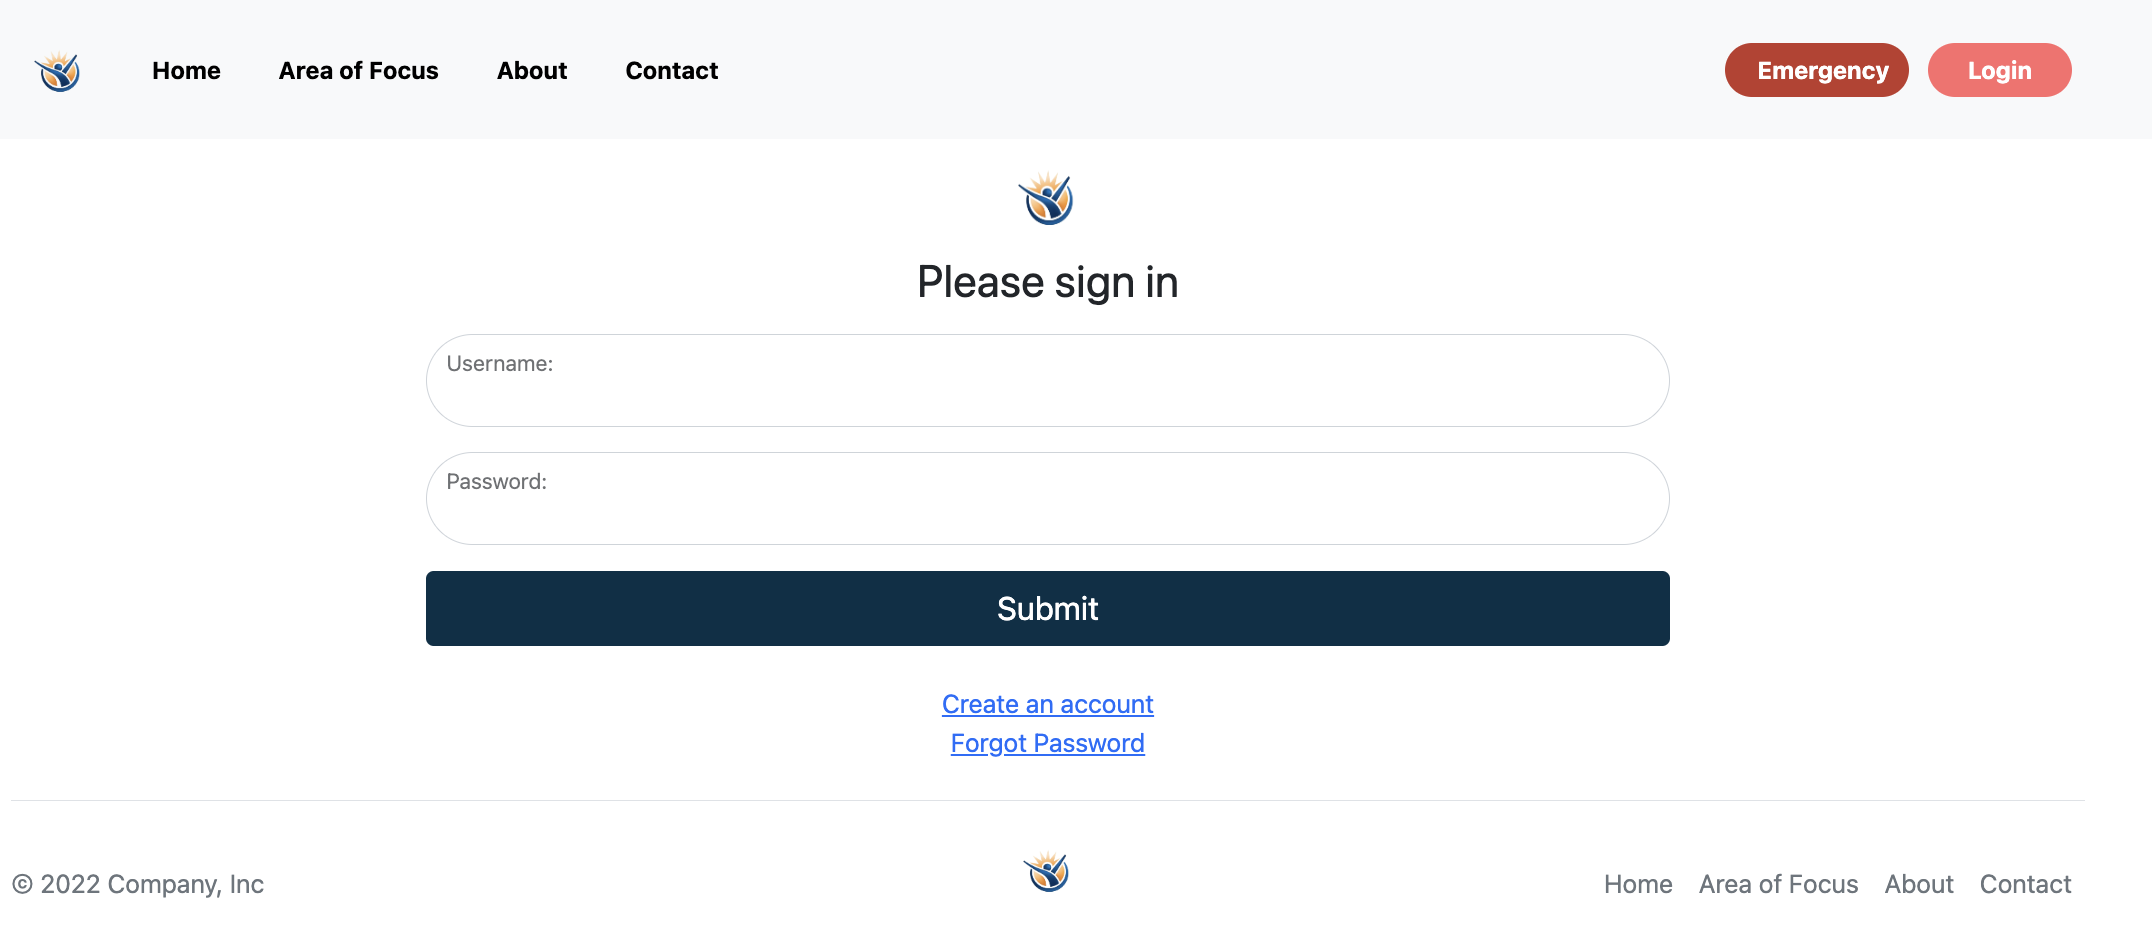 Home Area of Focus About Contact Emergency Login
Please sign in
Username:
Password:
Submit
Create an account
Forgot Password
© 2022 Company, Inc Home Area of Focus About Contact